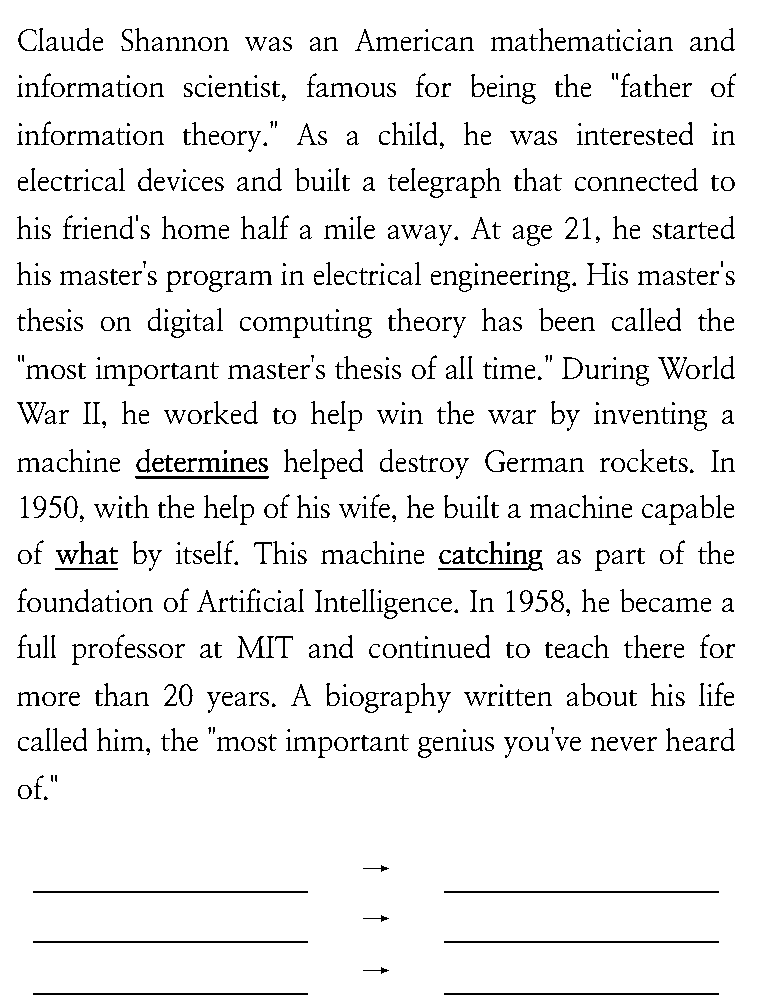 Claude Shannon was an American mathematician and
information scientist, famous for being the "father of
information theory." As a child, he was interested in
electrical devices and built a telegraph that connected to
his friend's home half a mile away. At age 21, he started
his master's program in electrical engineering. His master's
thesis on digital computing theory has been called the
"most important master's thesis of all time." During World
War II, he worked to help win the war by inventing a
machine determines helped destroy German rockets. In
1950, with the help of his wife, he built a machine capable
of what by itself. This machine catching as part of the
foundation of Artificial Intelligence. In 1958, he became a
full professor at MIT and continued to teach there for
more than 20 years. A biography written about his life
called him, the "most important genius you've never heard
of."
→
→
→